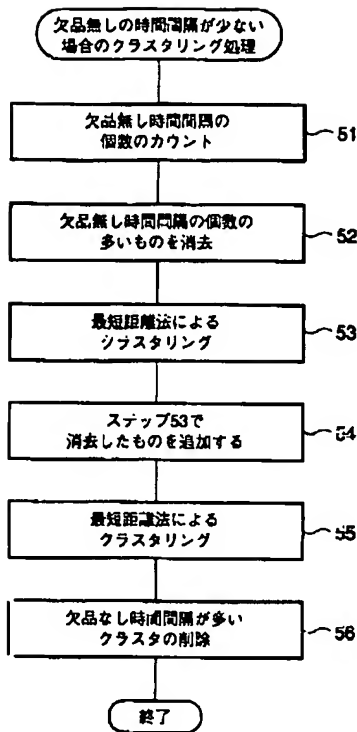 欠品無しの時間間隔が少ない
場合のクラスタリング処理
欠品無し時間間隔の
個数のカウント
51
欠品無し時間間隔の個数の
多いものを消去
52
最短距離法による
クラスタリング
53
ステップ53で
消去したものを追加する
54
最短距離法による
クラスタリング
55
欠品なし時間間隔が多い
クラスタの削除
56
終了